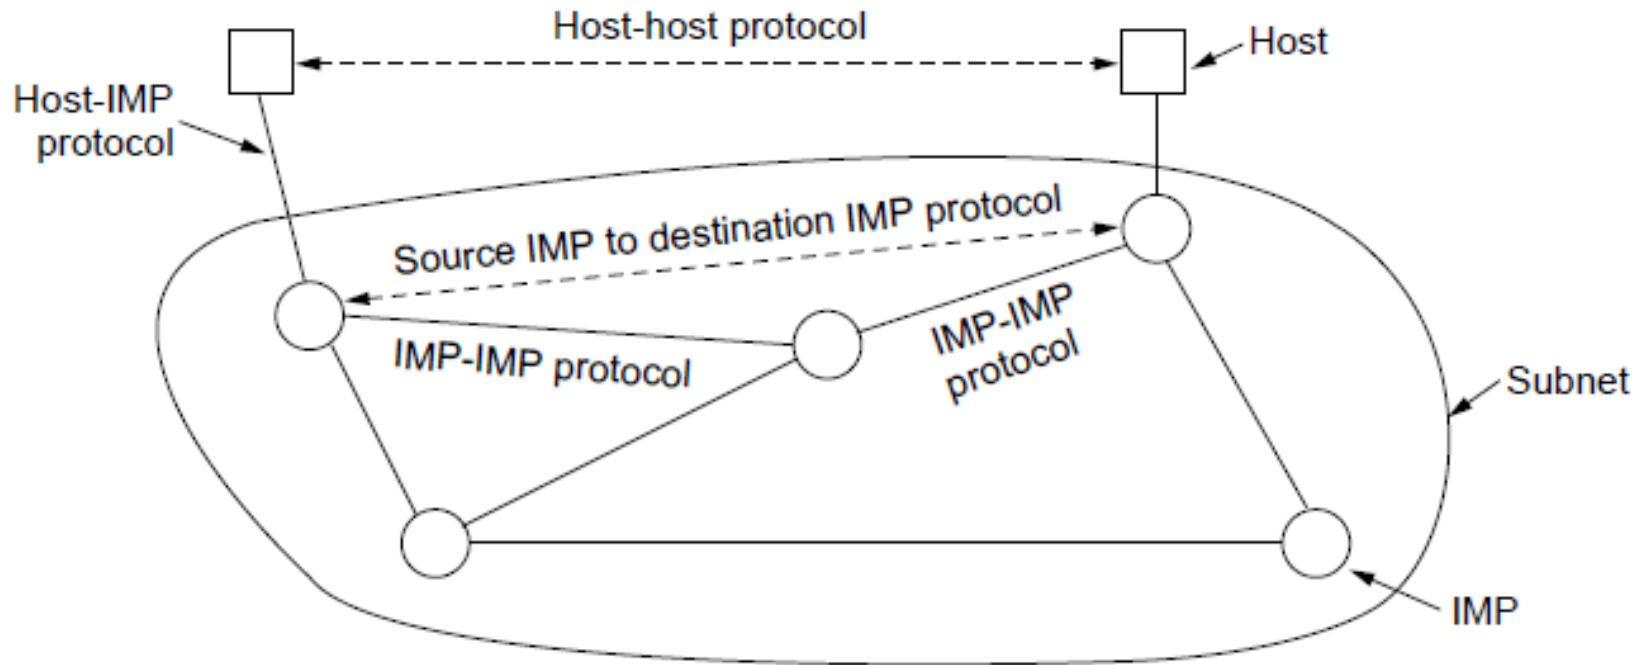 Host-host protocol
Host
Host-IMP
protocol
Source IMP to destination IMP protocol
IMP-IMP protocol
IMP-IMP
protocol
Subnet
IMP